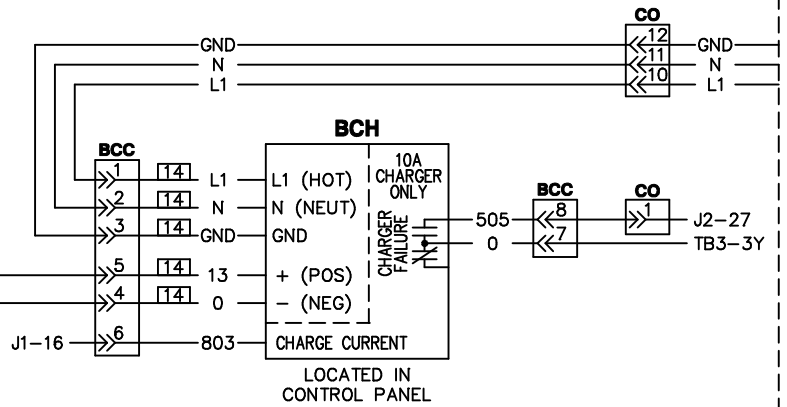 CO
GND 12 GND
N 11 N
L1 10 L1
BCH
BCC
1 14 L1 L1 (HOT)
2 14 N N (NEUT)
3 14 GND GND
5 14 13 + (POS)
4 14 0 − (NEG)
J1-16 6 803 CHARGE CURRENT
10A
CHARGER
ONLY
CHARGER
FAILURE
BCC CO
505 8 1 J2-27
0 7 TB3-3Y
LOCATED IN
CONTROL PANEL